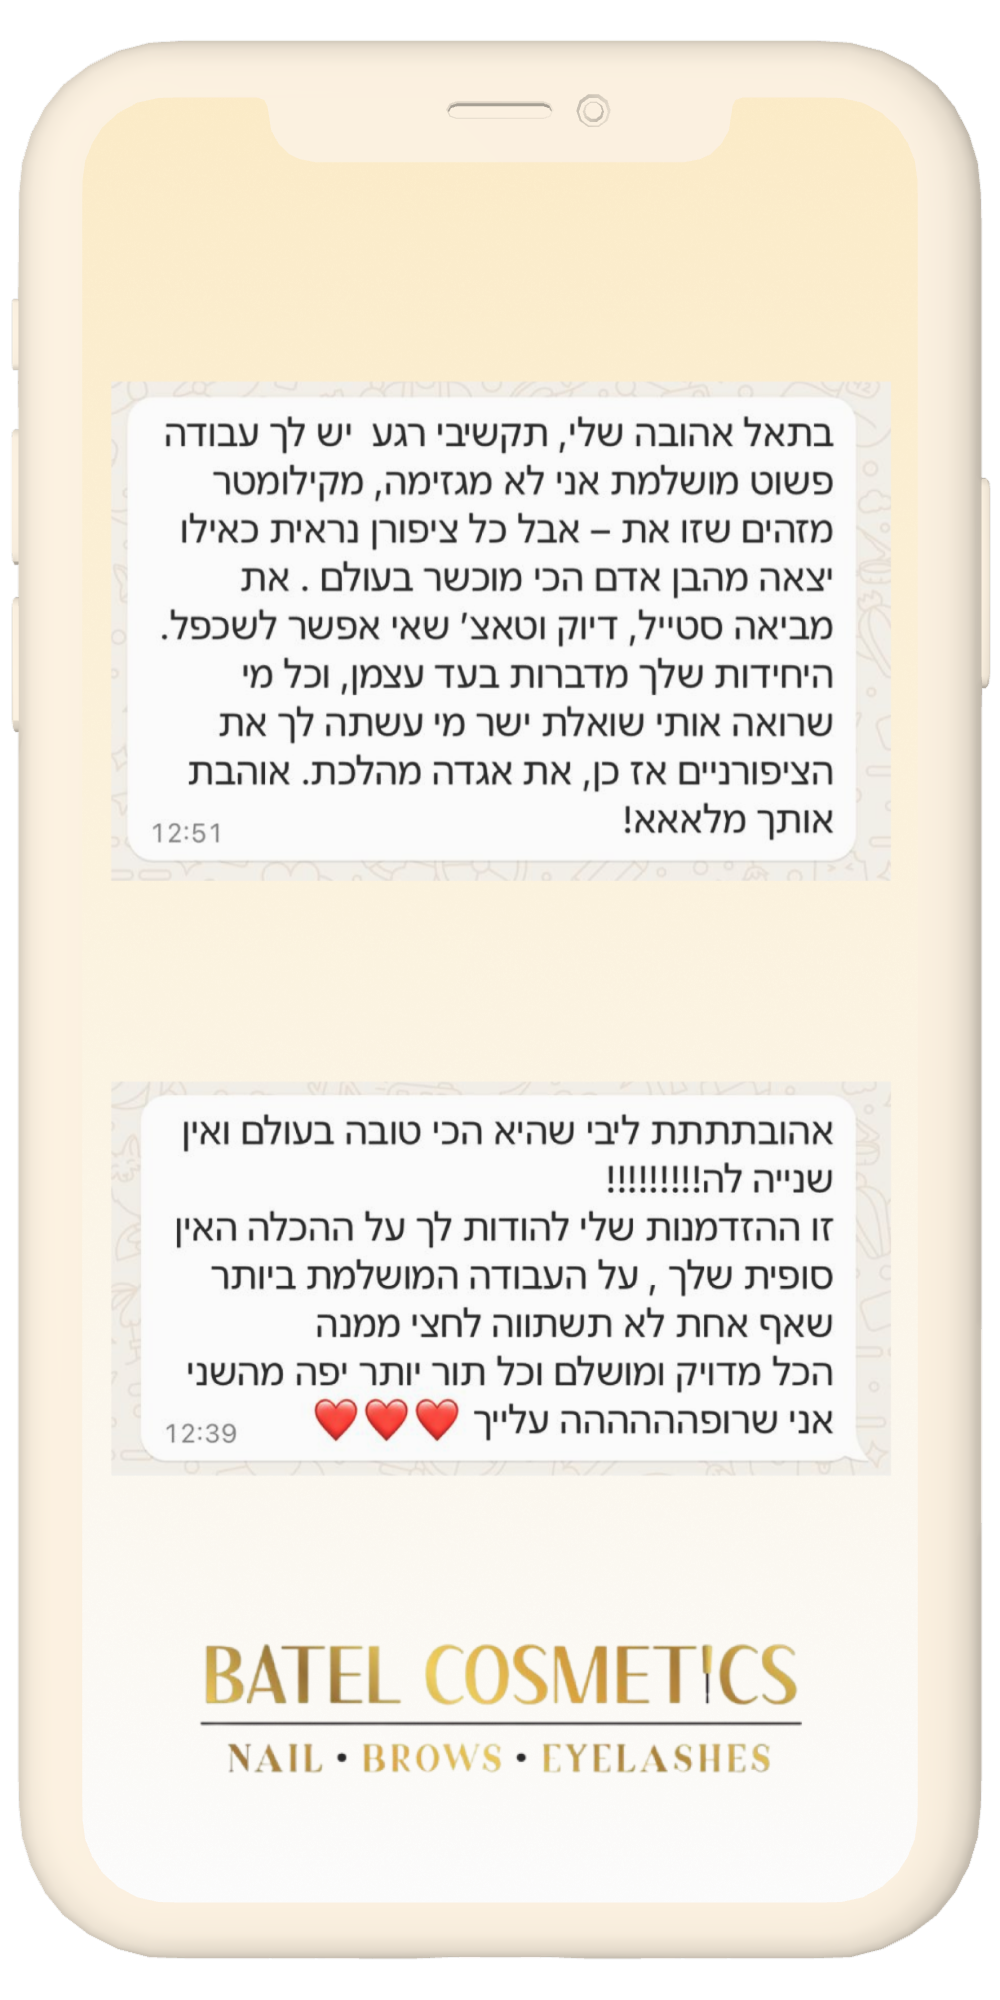 בתאל אהובה שלי, תקשיבי רגע יש לך עבודה
פשוט מושלמת אני לא מגזימה, מקילומטר
מזהים שזו את – אבל כל ציפורן נראית כאילו
יצאה מהבן אדם הכי מוכשר בעולם . את
מביאה סטייל, דיוק וטאצ׳ שאי אפשר לשכפל.
היחידות שלך מדברות בעד עצמן, וכל מי
שרואה אותי שואלת ישר מי עשתה לך את
הציפורניים אז כן, את אגדה מהלכת. אוהבת
אותך מלאאא!
12:51
אהובתתתת ליבי שהיא הכי טובה בעולם ואין
שנייה לה!!!!!!!!!
זו ההזדמנות שלי להודות לך על ההכלה האין
סופית שלך , על העבודה המושלמת ביותר
שאף אחת לא תשתווה לחצי ממנה
הכל מדויק ומושלם וכל תור יותר יפה מהשני
אני שרופההההההה עלייך ❤️❤️❤️
12:39
BATEL COSMETICS
NAIL • BROWS • EYELASHES